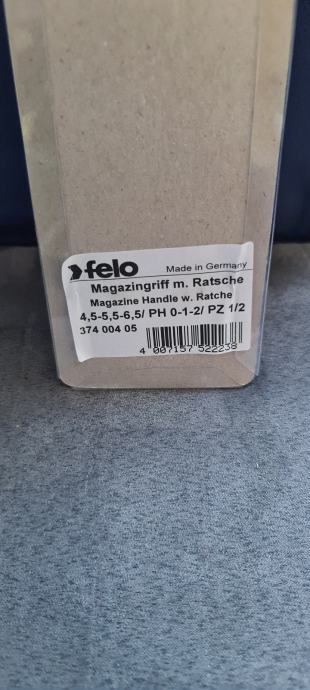 felo Made in Germany
Magazingriff m. Ratsche
Magazine Handle w. Ratche
4,5-5,5-6,5/ PH 0-1-2/ PZ 1/2
374 004 05
4 007157 522238